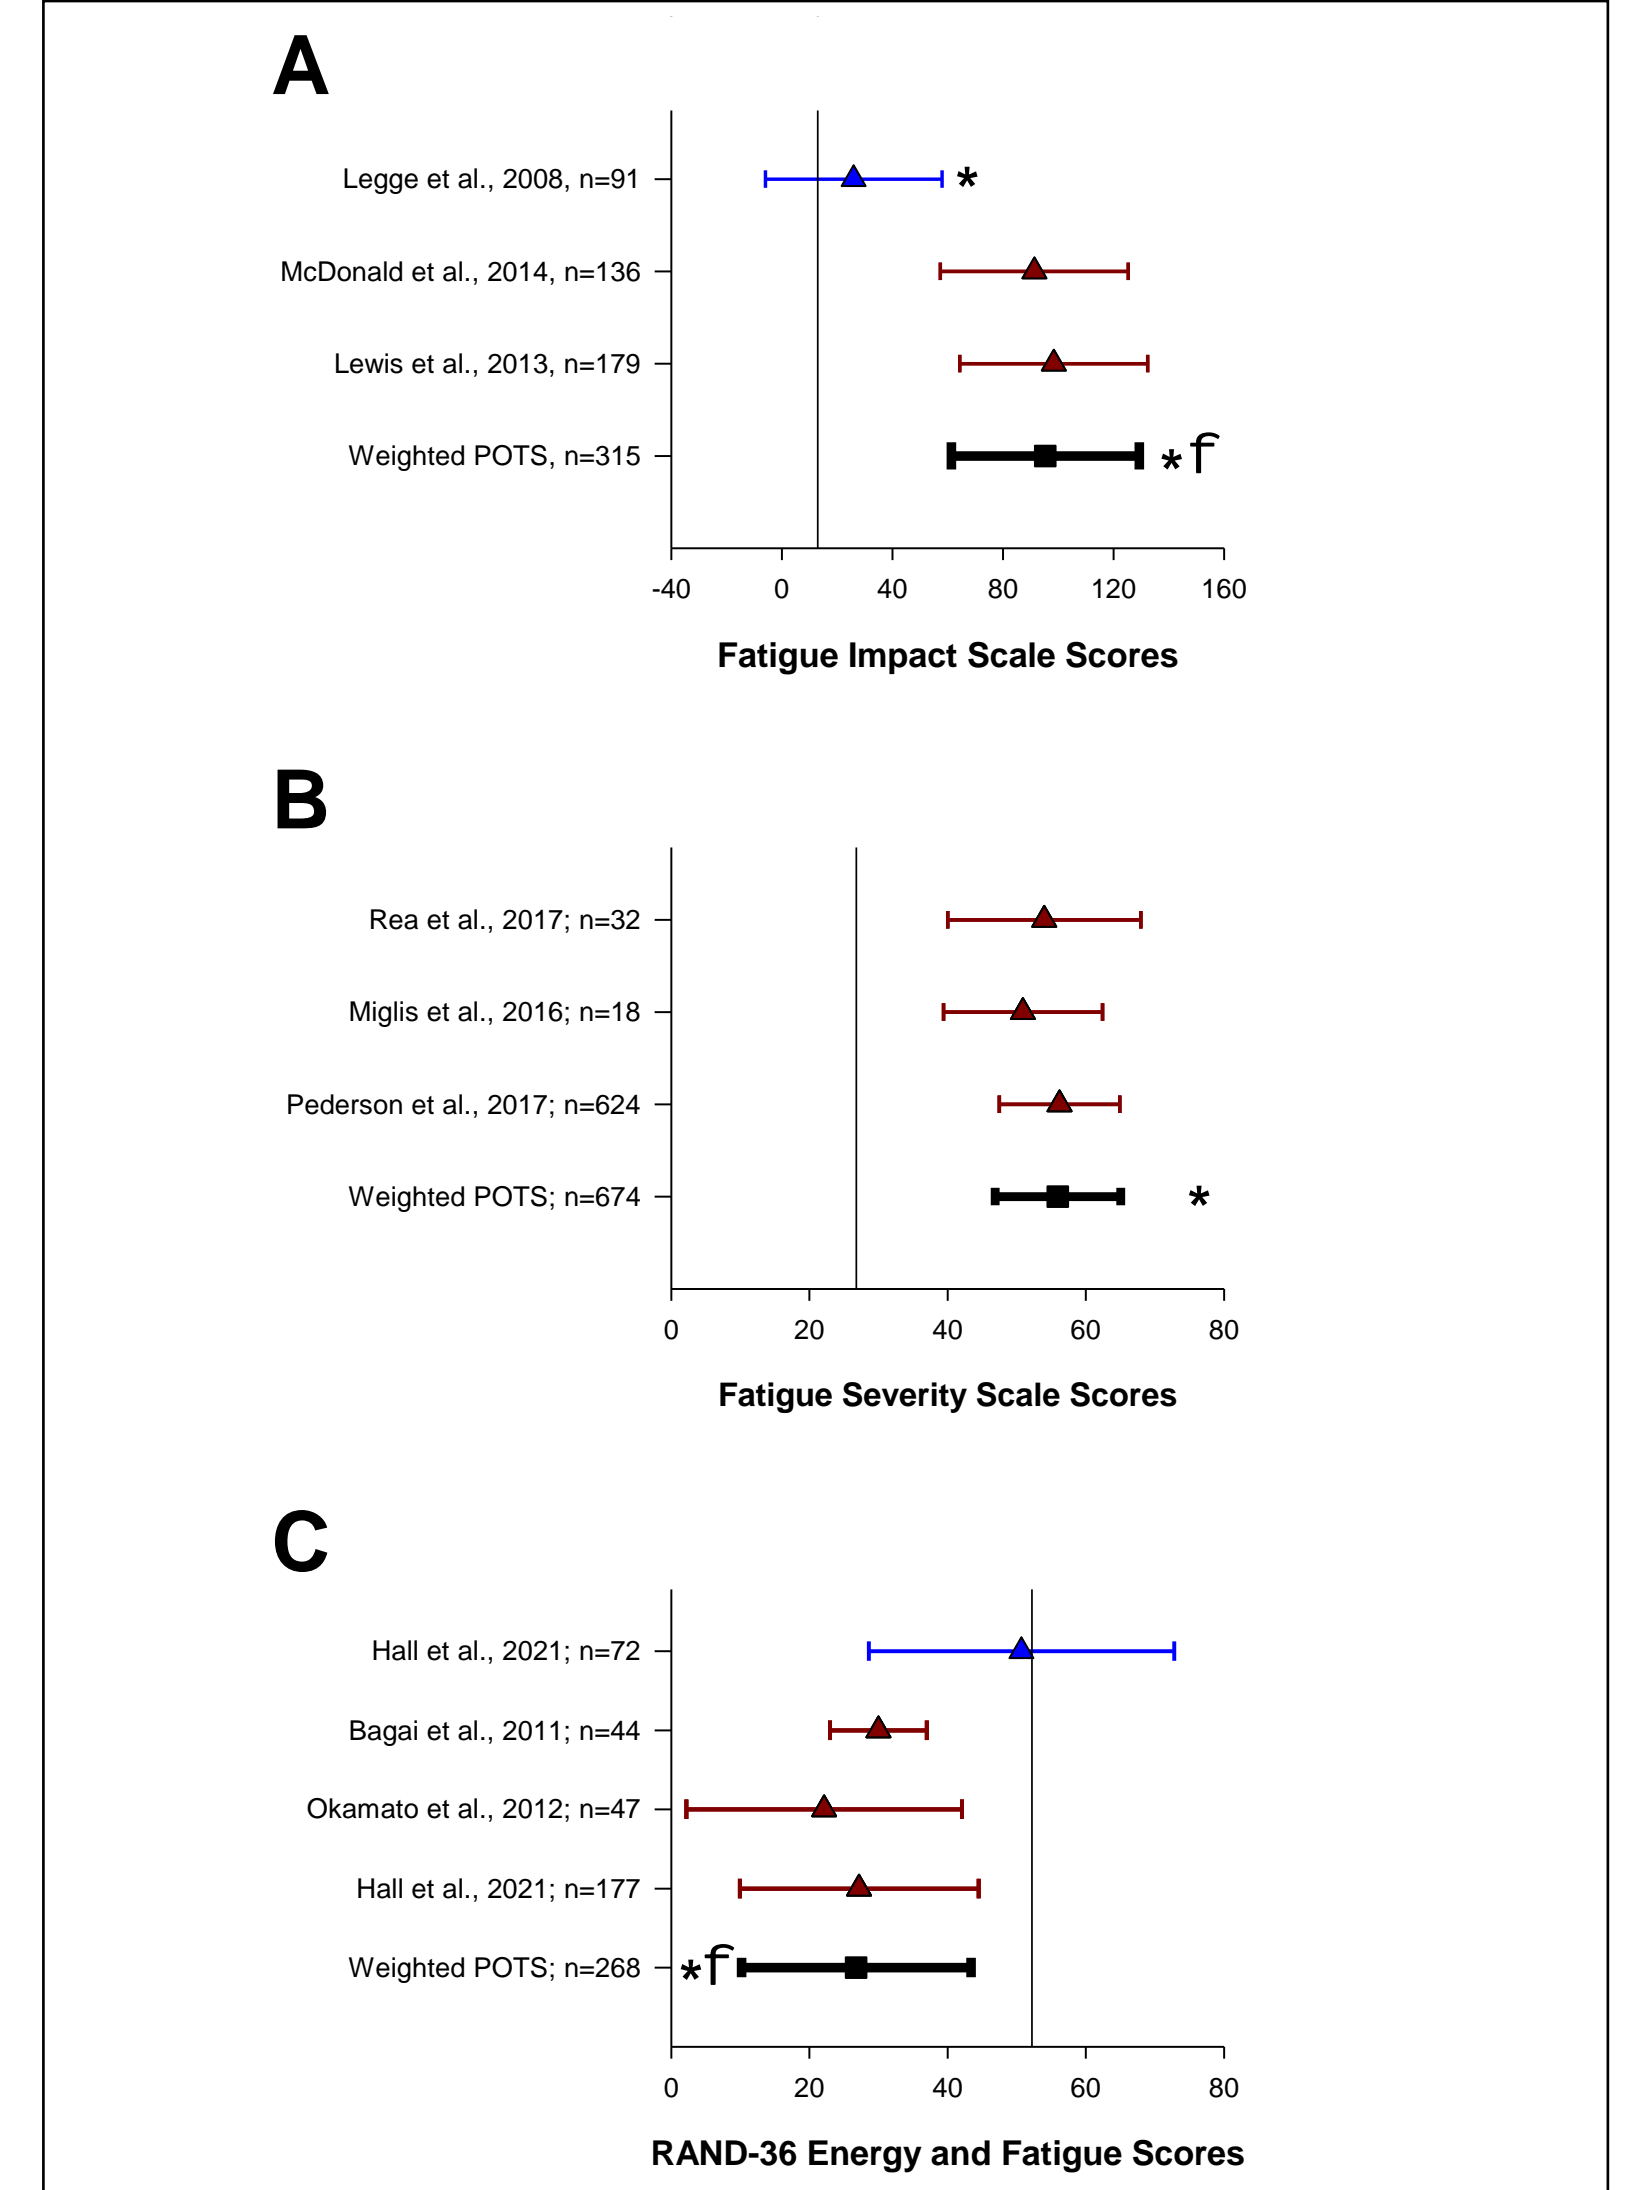 A
Legge et al., 2008, n=91
*
McDonald et al., 2014, n=136
Lewis et al., 2013, n=179
Weighted POTS, n=315
*f
-40 0 40 80 120 160
Fatigue Impact Scale Scores
B
Rea et al., 2017; n=32
Miglis et al., 2016; n=18
Pederson et al., 2017; n=624
Weighted POTS; n=674
*
0 20 40 60 80
Fatigue Severity Scale Scores
C
Hall et al., 2021; n=72
Bagai et al., 2011; n=44
Okamato et al., 2012; n=47
Hall et al., 2021; n=177
Weighted POTS; n=268
*f
0 20 40 60 80
RAND-36 Energy and Fatigue Scores